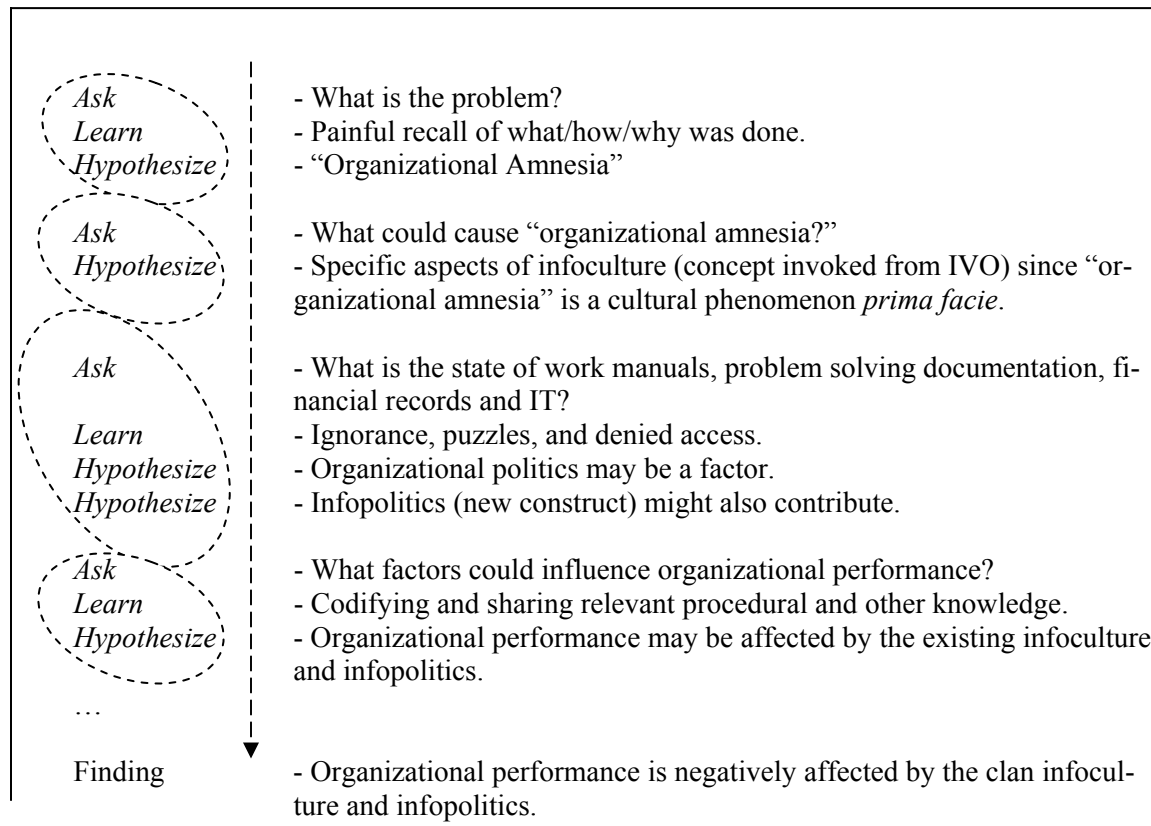 Ask - What is the problem?
Learn - Painful recall of what/how/why was done.
Hypothesize - “Organizational Amnesia”
Ask - What could cause “organizational amnesia?”
Hypothesize - Specific aspects of infoculture (concept invoked from IVO) since “or-
ganizational amnesia” is a cultural phenomenon prima facie.
Ask - What is the state of work manuals, problem solving documentation, fi-
nancial records and IT?
Learn - Ignorance, puzzles, and denied access.
Hypothesize - Organizational politics may be a factor.
Hypothesize - Infopolitics (new construct) might also contribute.
Ask - What factors could influence organizational performance?
Learn - Codifying and sharing relevant procedural and other knowledge.
Hypothesize - Organizational performance may be affected by the existing infoculture
and infopolitics.
…
Finding - Organizational performance is negatively affected by the clan infocul-
ture and infopolitics.